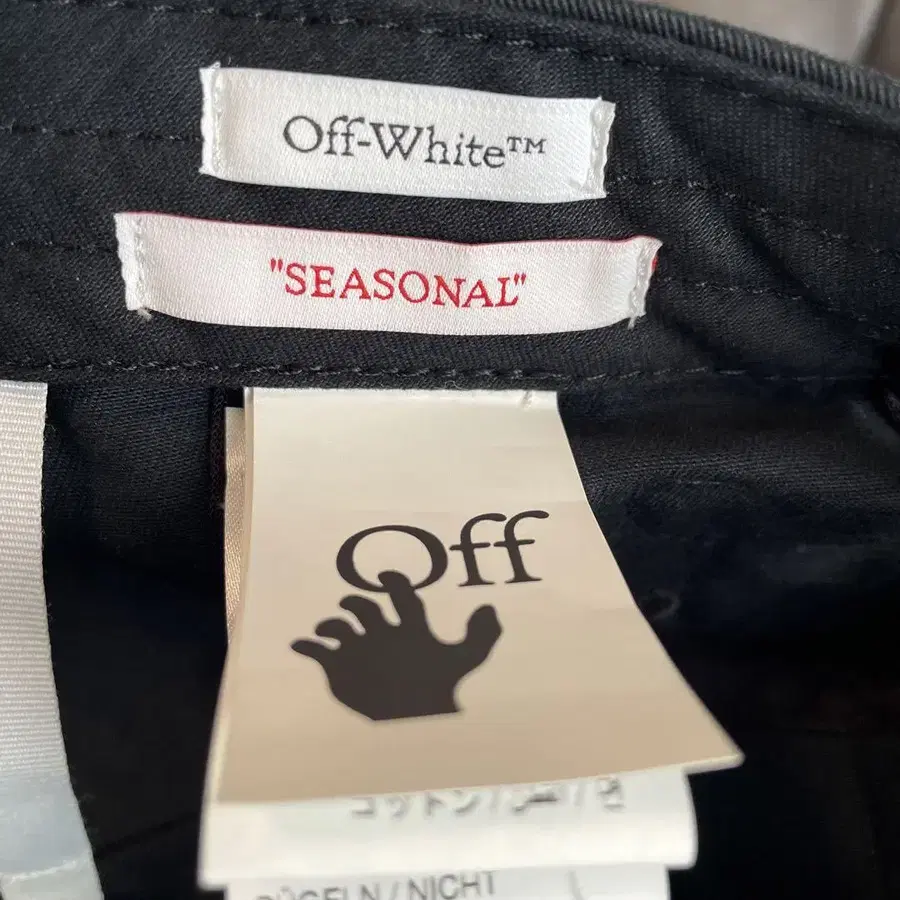 Off-White™
"SEASONAL"
Off
コットン /
BÜGELN / NICHT